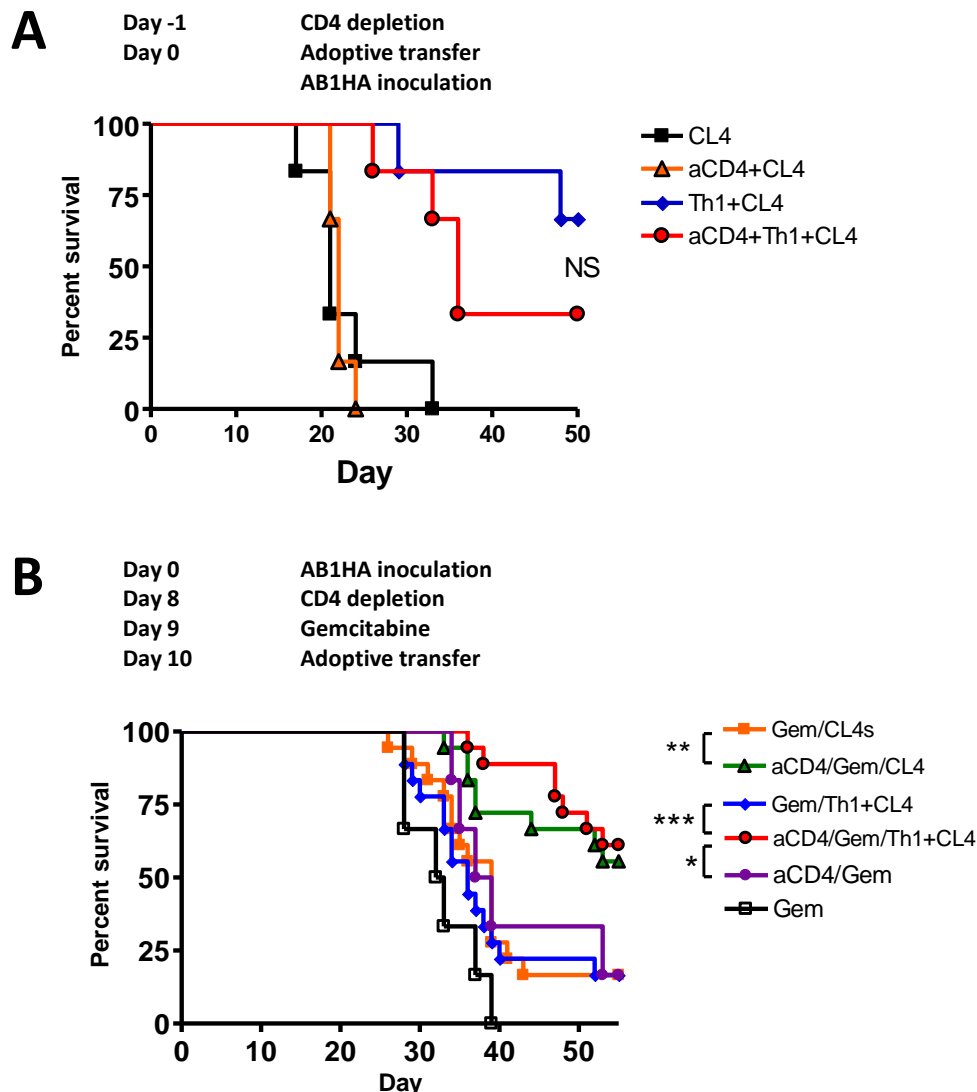 A
Day -1 CD4 depletion
Day 0 Adoptive transfer
AB1HA inoculation
100
75
50
25
0
Percent survival
0 10 20 30 40 50
Day
NS
CL4
aCD4+CL4
Th1+CL4
aCD4+Th1+CL4
B
Day 0 AB1HA inoculation
Day 8 CD4 depletion
Day 9 Gemcitabine
Day 10 Adoptive transfer
100
75
50
25
0
Percent survival
0 10 20 30 40 50
Day
** Gem/CL4s
aCD4/Gem/CL4
*** Gem/Th1+CL4
aCD4/Gem/Th1+CL4
* aCD4/Gem
Gem